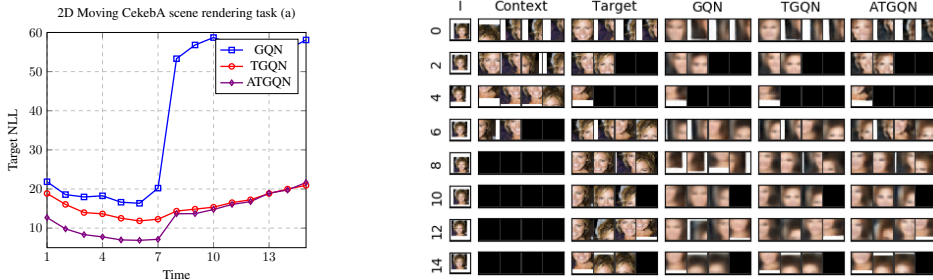 2D Moving CekebA scene rendering task (a)
60
50
40
30
20
10
1
4
7
10
13
Target NLL
Time
GQN
TGQN
ATGQN
I Context Target GQN TGQN ATGQN
0
2
4
6
8
10
12
14